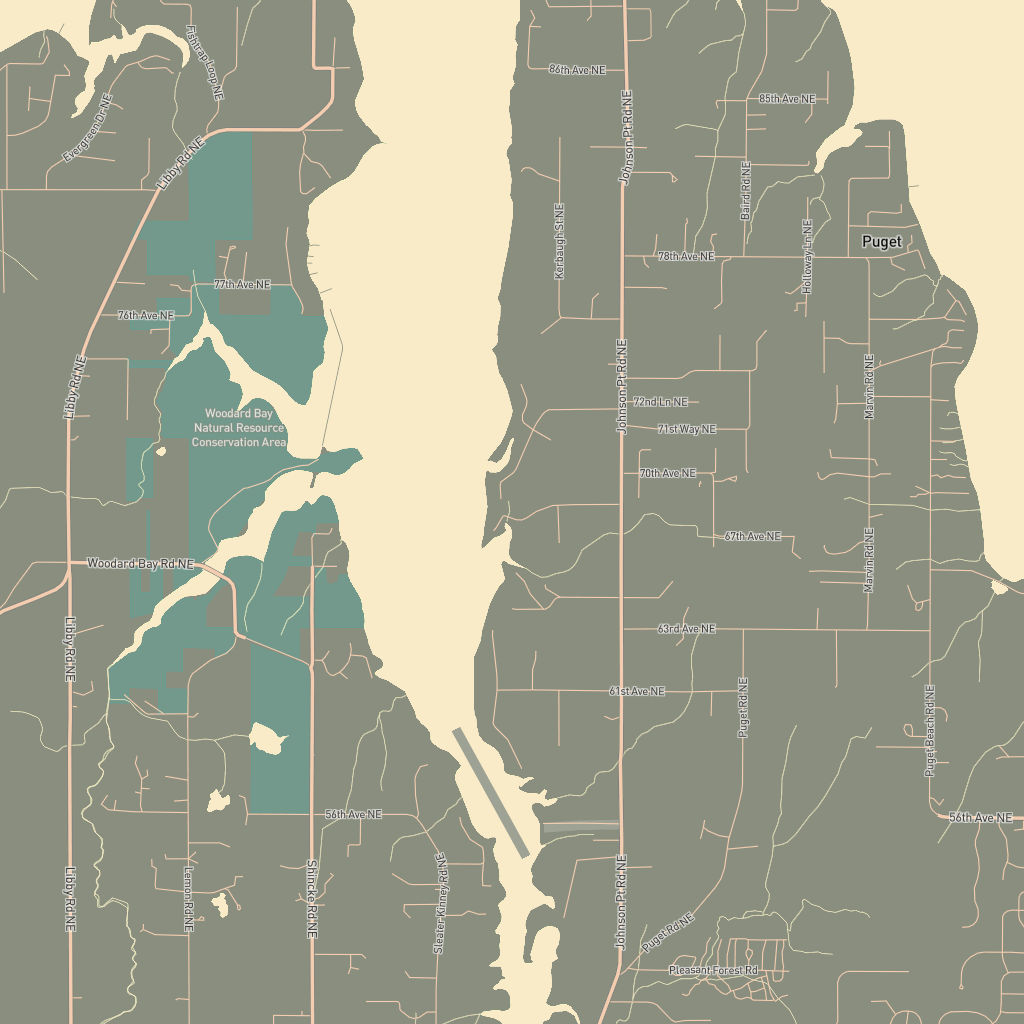 Fishtrap Loop NE
86th Ave NE
85th Ave NE
Evergreen Dr NE
Johnson Pt Rd NE
Libby Rd NE
Baird Rd NE
Kerbaugh St NE
Holloway Ln NE
Puget
78th Ave NE
77th Ave NE
76th Ave NE
Libby Rd NE
Johnson Pt Rd NE
Marvin Rd NE
72nd Ln NE
Woodard Bay
Natural Resource
Conservation Area
71st Way NE
70th Ave NE
67th Ave NE
Marvin Rd NE
Woodard Bay Rd NE
63rd Ave NE
Libby Rd NE
61st Ave NE
Puget Rd NE
Puget Beach Rd NE
56th Ave NE
56th Ave NE
Libby Rd NE
Lemon Rd NE
Shincke Rd NE
Sleater Kinney Rd NE
Johnson Pt Rd NE
Puget Rd NE
Pleasant Forest Rd